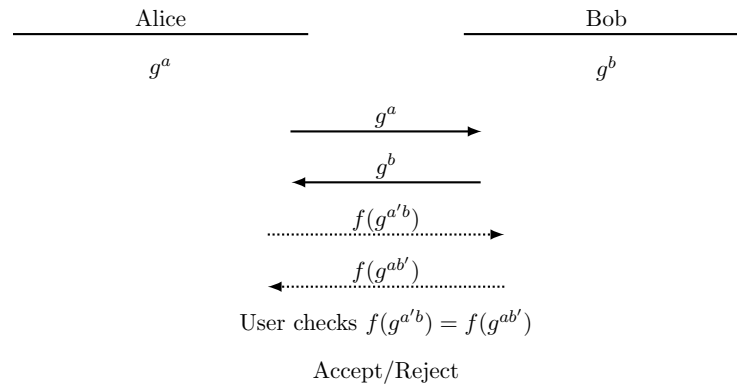 Alice Bob
g^a g^b
g^a
g^b
f(g^{a'b})
f(g^{ab'})
User checks f(g^{a'b}) = f(g^{ab'})
Accept/Reject